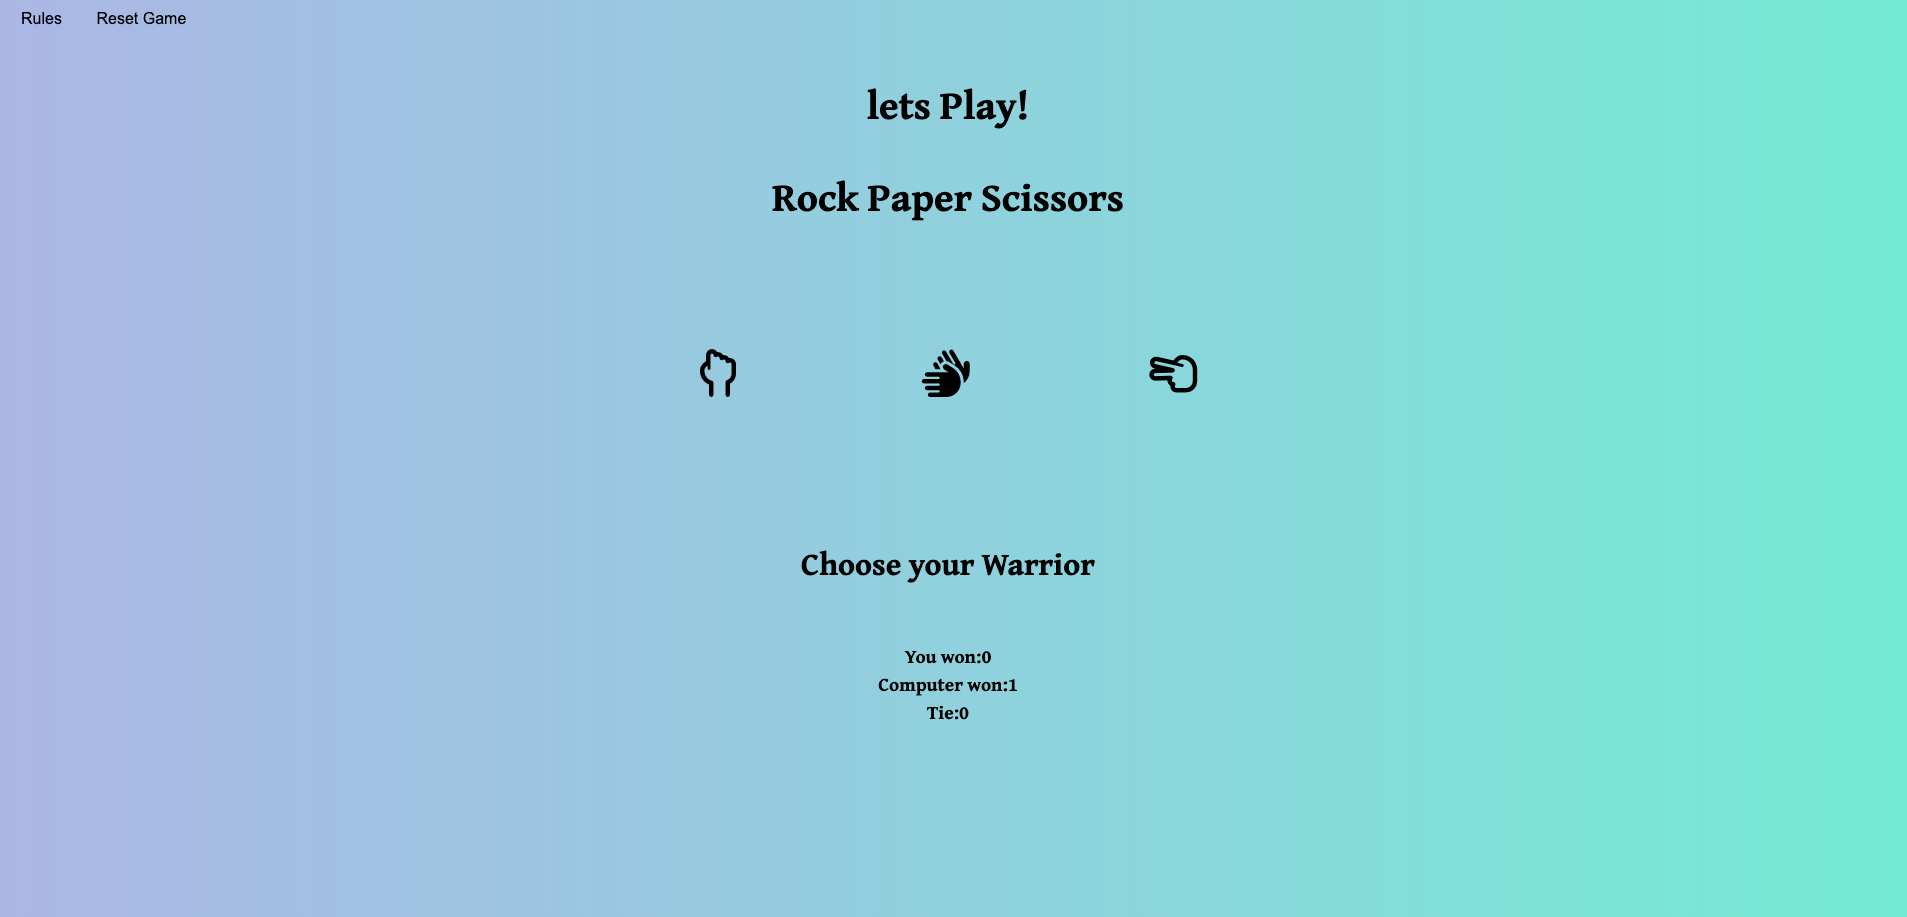 Rules
Reset Game
lets Play!
Rock Paper Scissors
Choose your Warrior
You won:0
Computer won:1
Tie:0